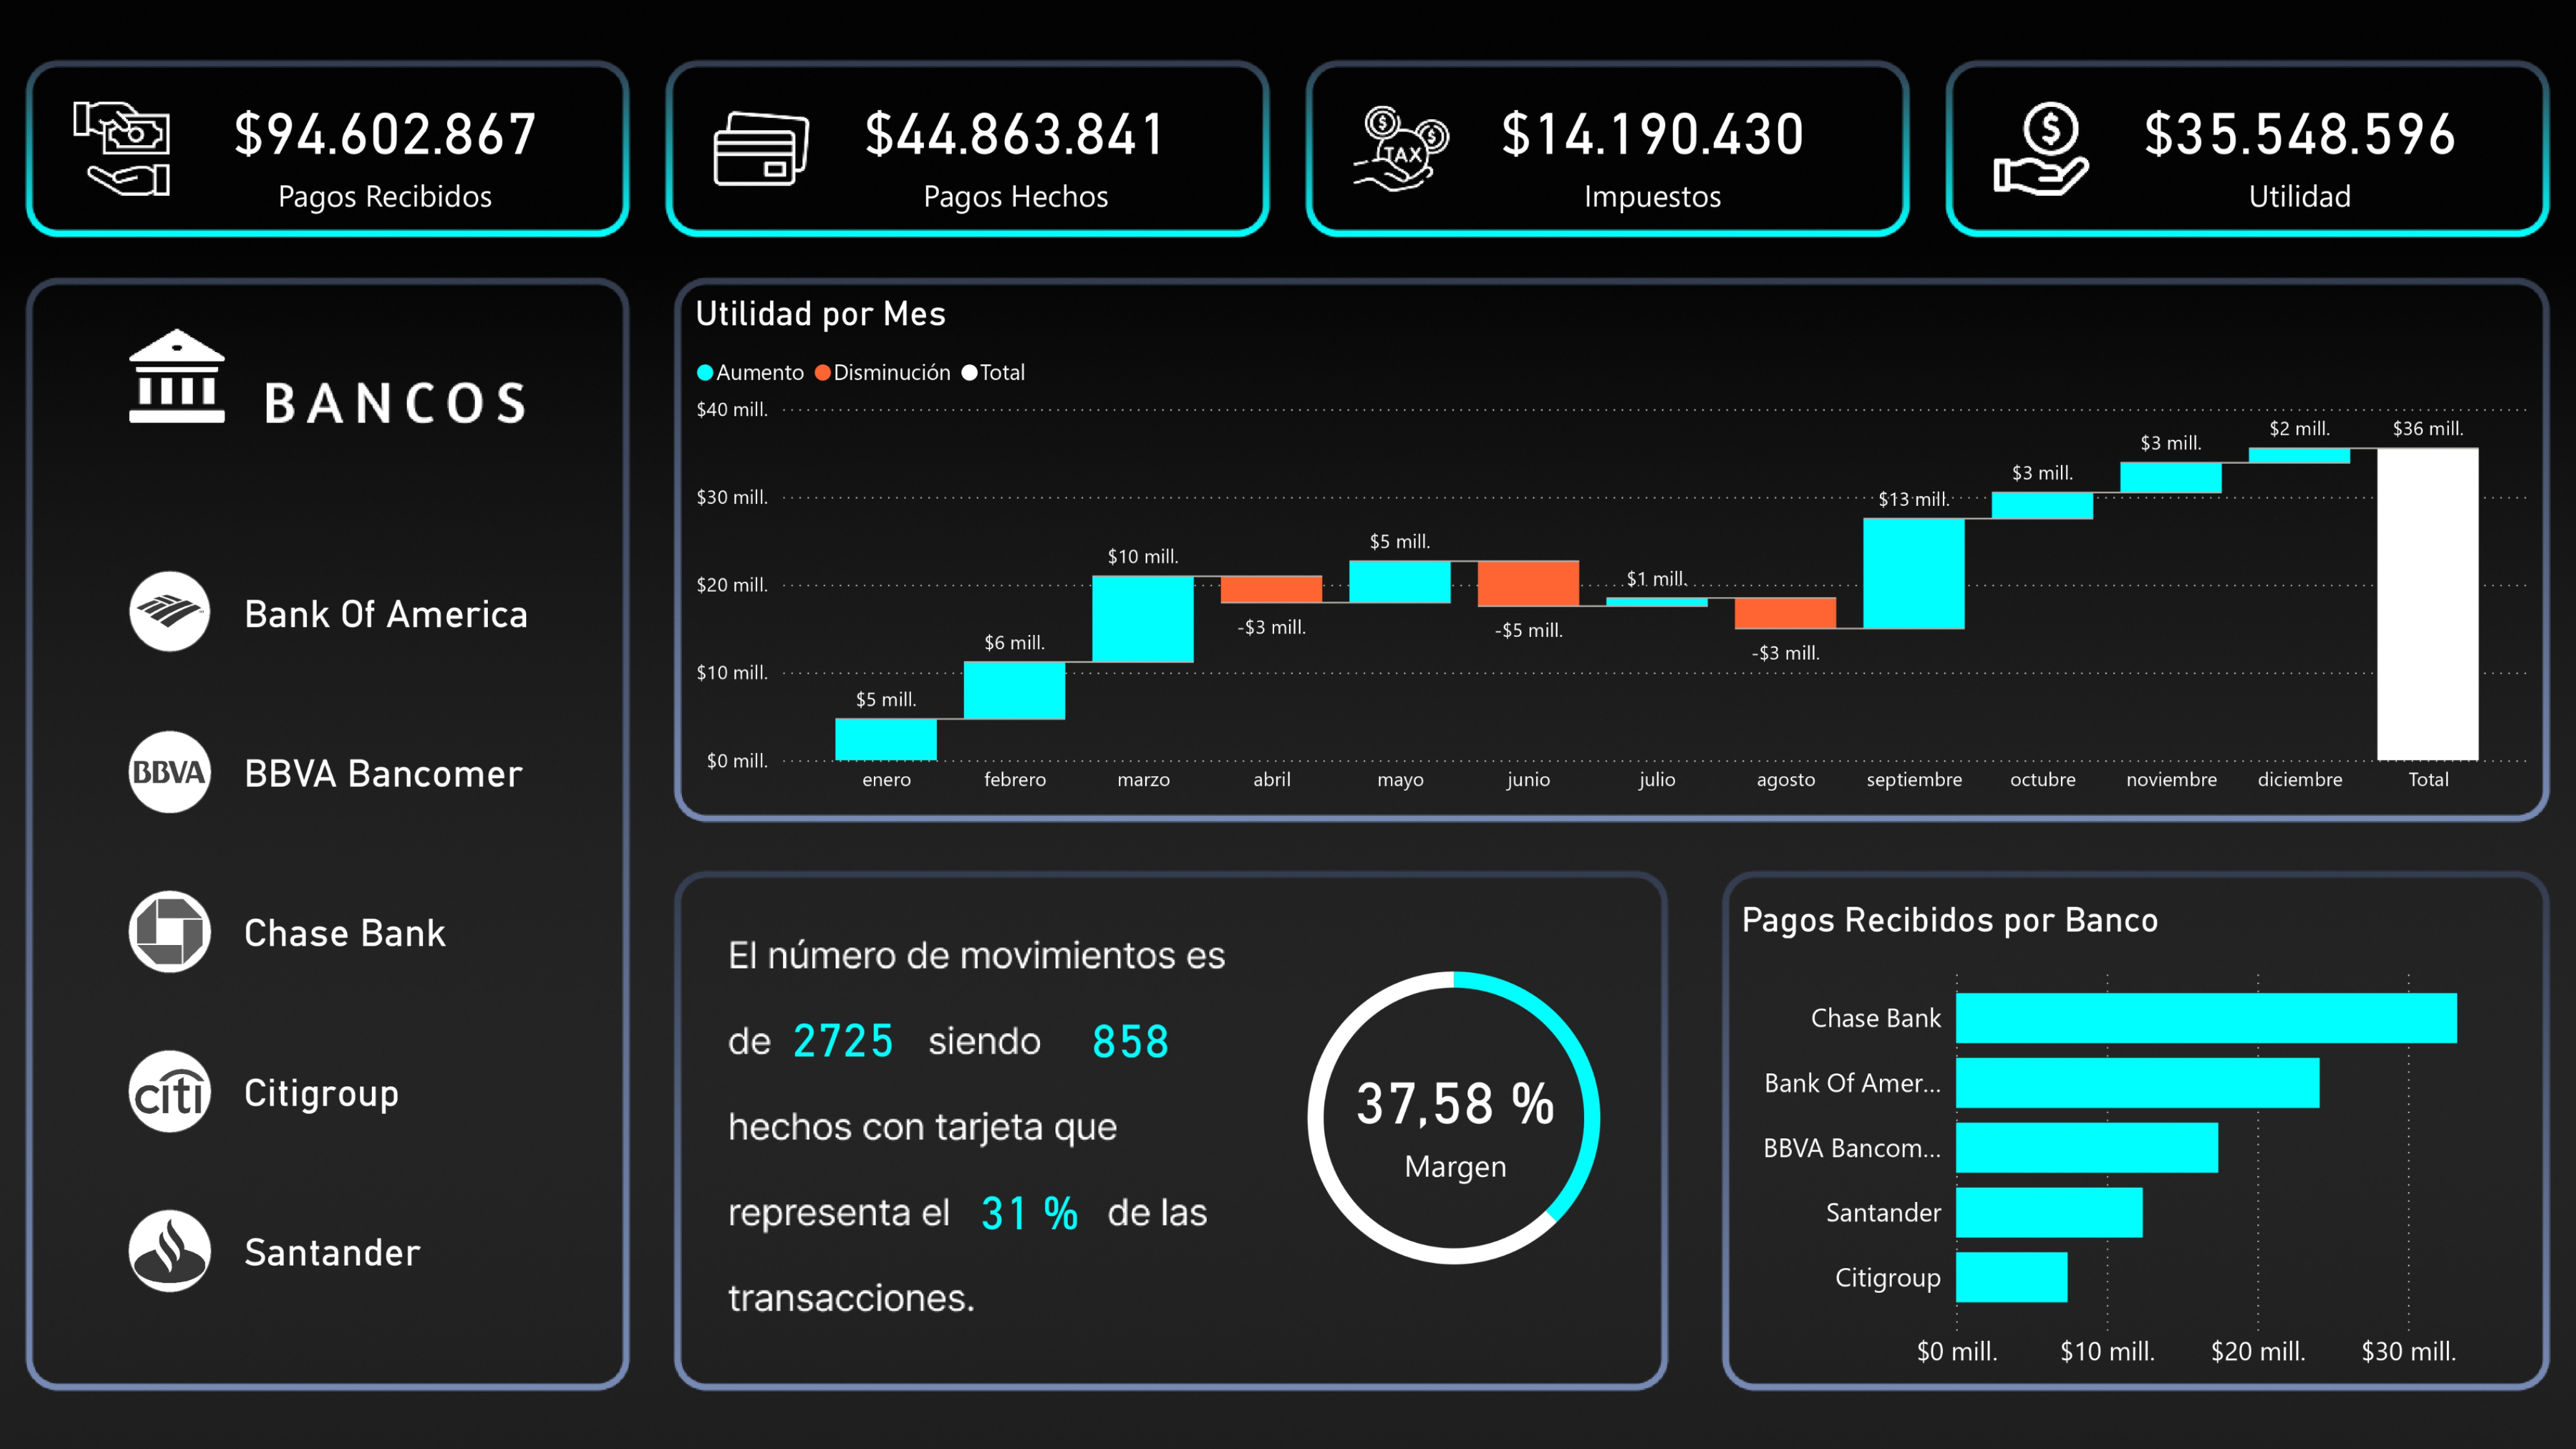 $94.602.867
Pagos Recibidos
$44.863.841
Pagos Hechos
TAX
$14.190.430
Impuestos
$35.548.596
Utilidad
BANCOS
Bank Of America
BBVA
BBVA Bancomer
Chase Bank
citi
Citigroup
Santander
Utilidad por Mes
Aumento Disminución Total
$40 mill.
$30 mill.
$20 mill.
$10 mill.
$0 mill.
$5 mill.
$6 mill.
$10 mill.
-$3 mill.
$5 mill.
-$5 mill.
$1 mill.
-$3 mill.
$13 mill.
$3 mill.
$3 mill.
$2 mill.
$36 mill.
enero febrero marzo abril mayo junio julio agosto septiembre octubre noviembre diciembre Total
El número de movimientos es
de 2725 siendo 858
hechos con tarjeta que
representa el 31 % de las
transacciones.
37,58 %
Margen
Pagos Recibidos por Banco
Chase Bank
Bank Of Amer...
BBVA Bancom...
Santander
Citigroup
$0 mill. $10 mill. $20 mill. $30 mill.